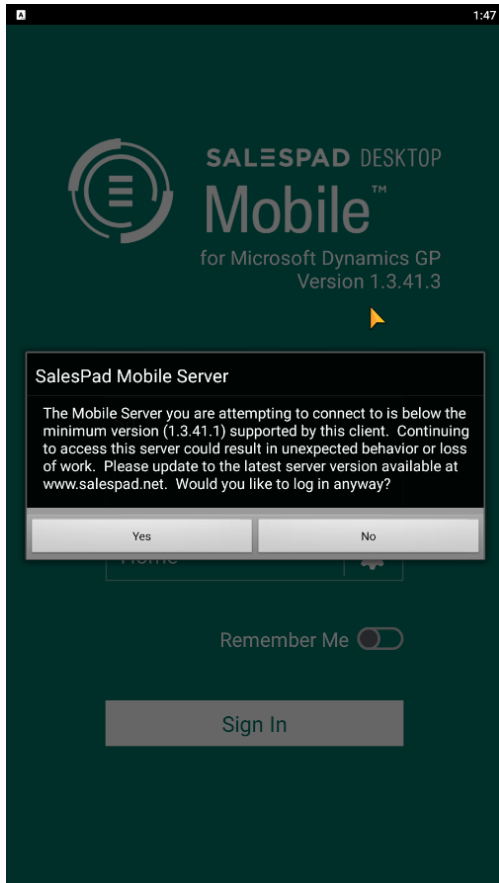 A
1:47
SALESPAD DESKTOP
Mobile™
for Microsoft Dynamics GP
Version 1.3.41.3
SalesPad Mobile Server
The Mobile Server you are attempting to connect to is below the
minimum version (1.3.41.1) supported by this client. Continuing
to access this server could result in unexpected behavior or loss
of work. Please update to the latest server version available at
www.salespad.net. Would you like to log in anyway?
Yes
No
Home
Remember Me
Sign In